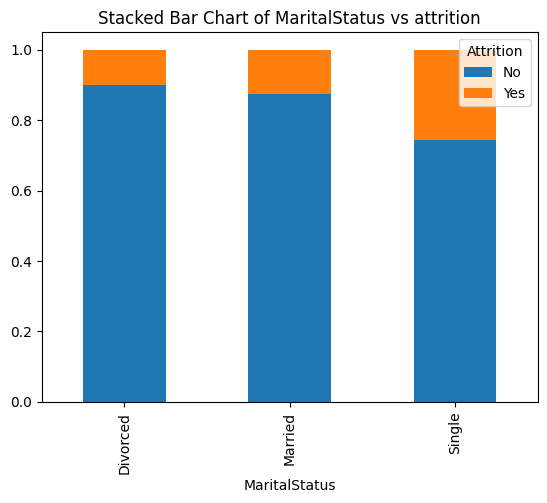 Stacked Bar Chart of MaritalStatus vs attrition
Attrition
No
Yes
1.0
0.8
0.6
0.4
0.2
0.0
Divorced
Married
Single
MaritalStatus